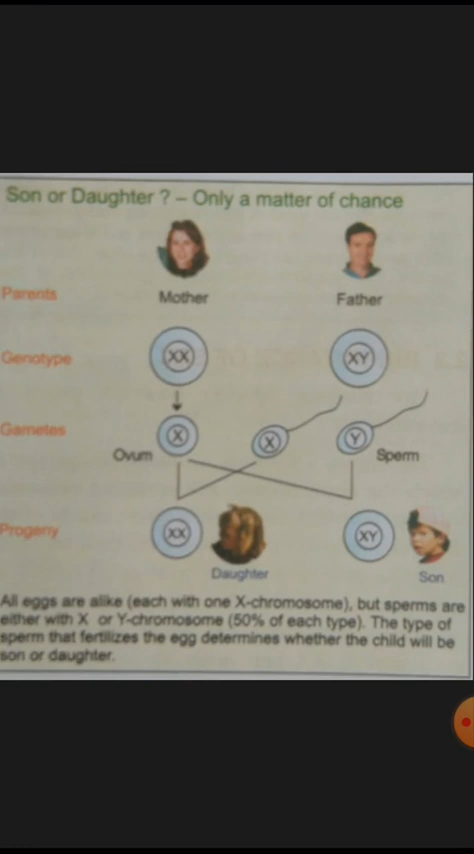 Son or Daughter ? – Only a matter of chance
Parents
Mother
Father
Genotype
XX
XY
Gametes
X
X
Y
Ovum
Sperm
Progeny
XX
XY
Daughter
Son
All eggs are alike (each with one X-chromosome), but sperms are
either with X or Y-chromosome (50% of each type). The type of
sperm that fertilizes the egg determines whether the child will be
son or daughter.